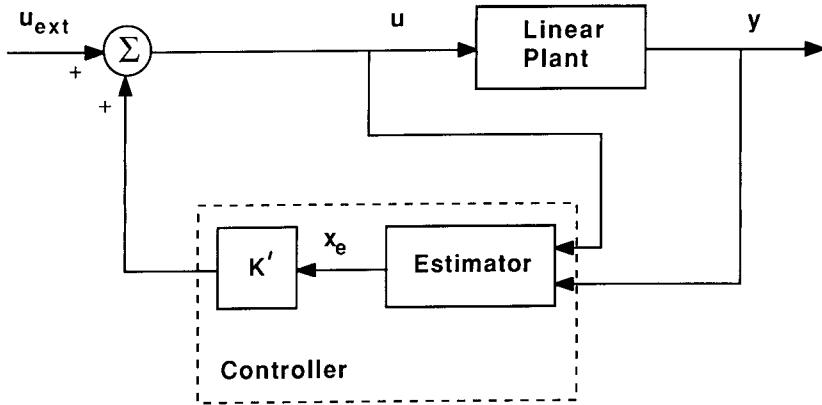 u_ext
+
Σ
+
u
Linear
Plant
y
K′
x_e
Estimator
Controller